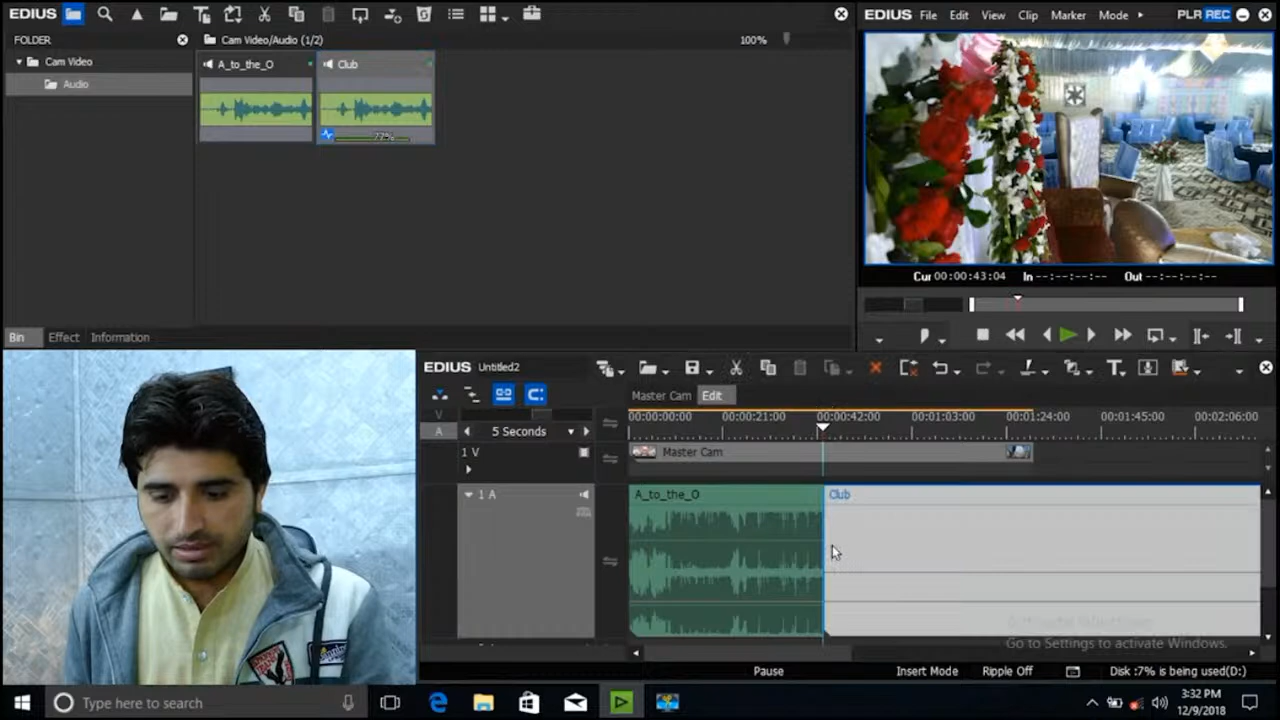 EDIUS
FOLDER
Cam Video
Audio
Cam Video/Audio (1/2)
100%
A_to_the_O
Club
77%
Bin Effect Information
EDIUS File Edit View Clip Marker Mode PLR REC
Cur 00:00:43:04 In --:--:--:-- Out --:--:--:--
EDIUS Untitled2
Master Cam Edit
V
A
5 Seconds
00:00:00:00 00:00:21:00 00:00:42:00 00:01:03:00 00:01:24:00 00:01:45:00 00:02:06:00
1 V
Master Cam
1 A
A_to_the_O
Club
Go to Settings to activate Windows.
Pause Insert Mode Ripple Off Disk :7% is being used(D:)
Type here to search
3:32 PM
12/9/2018